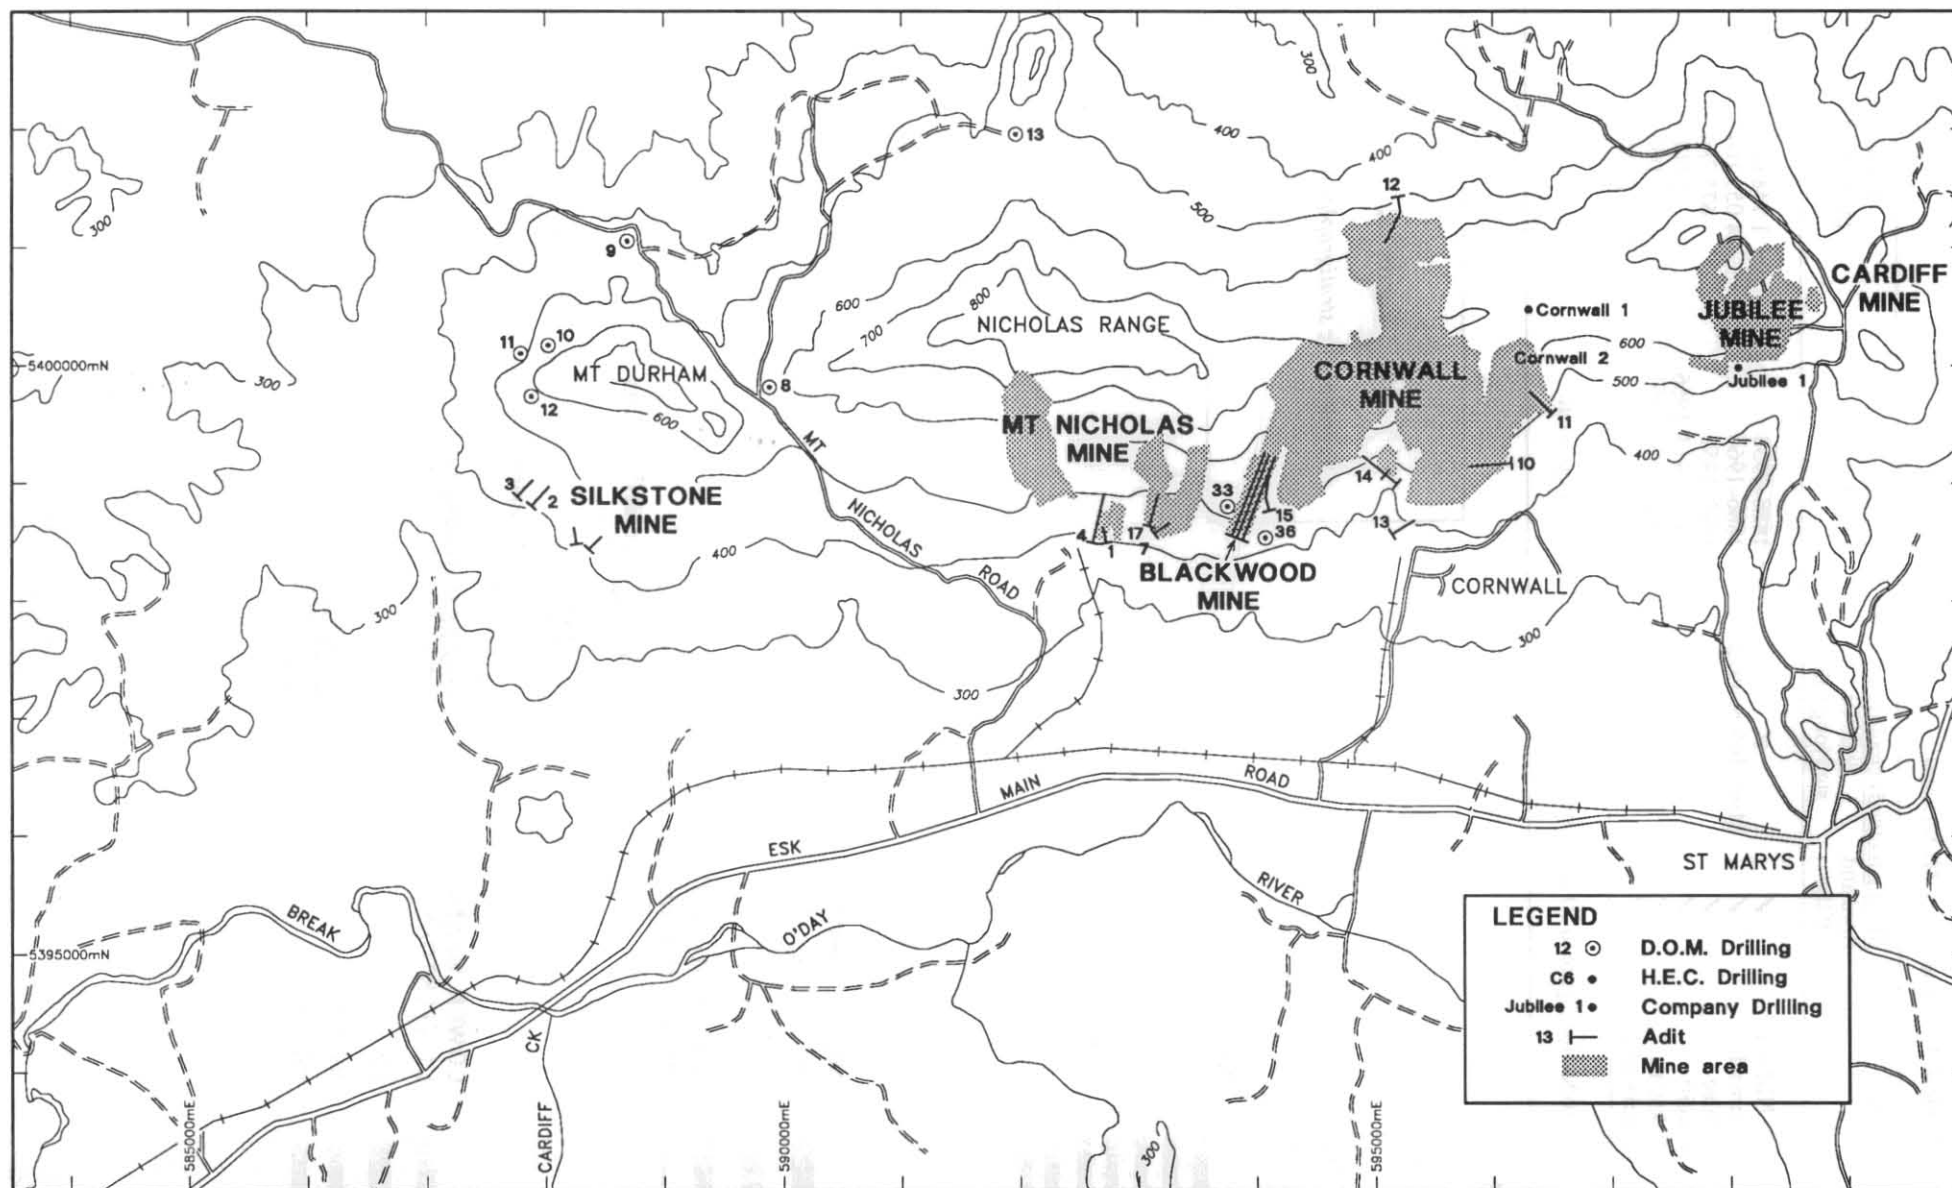 300
13
400
400
12
500
300
9
600
800
700
NICHOLAS RANGE
Cornwall 1
CARDIFF
MINE
JUBILEE
MINE
11
10
5400000mN
300
MT DURHAM
8
12
600
CORNWALL
MINE
Cornwall 2
600
500
Jubilee 1
11
MT NICHOLAS
MINE
MT
NICHOLAS
ROAD
400
10
14
3
2
SILKSTONE
MINE
33
15
13
36
4
1
17
7
400
BLACKWOOD
MINE
CORNWALL
300
300
300
MAIN
ROAD
ESK
ST MARYS
RIVER
BREAK
O'DAY
5395000mN
CK
CARDIFF
300
585000mE
590000mE
595000mE
LEGEND
12 D.O.M. Drilling
C6 H.E.C. Drilling
Jubilee 1 Company Drilling
13 Adit
Mine area